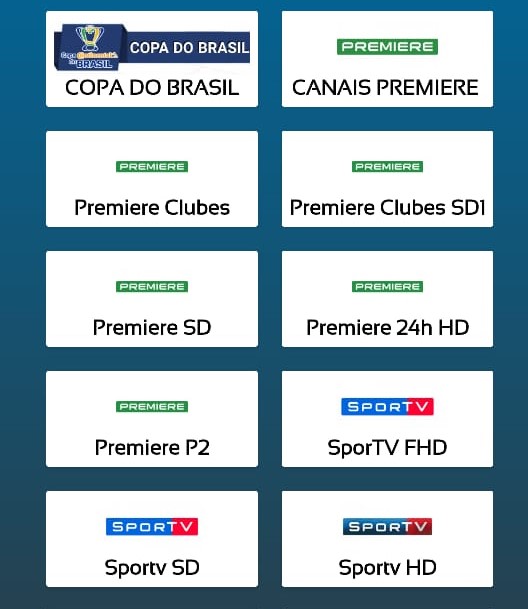 Copa Continental do BRASIL
COPA DO BRASIL
COPA DO BRASIL
PREMIERE
CANAIS PREMIERE
PREMIERE
Premiere Clubes
PREMIERE
Premiere Clubes SD1
PREMIERE
Premiere SD
PREMIERE
Premiere 24h HD
PREMIERE
Premiere P2
SPORTV
SporTV FHD
SPORTV
Sportv SD
SPORTV
Sportv HD